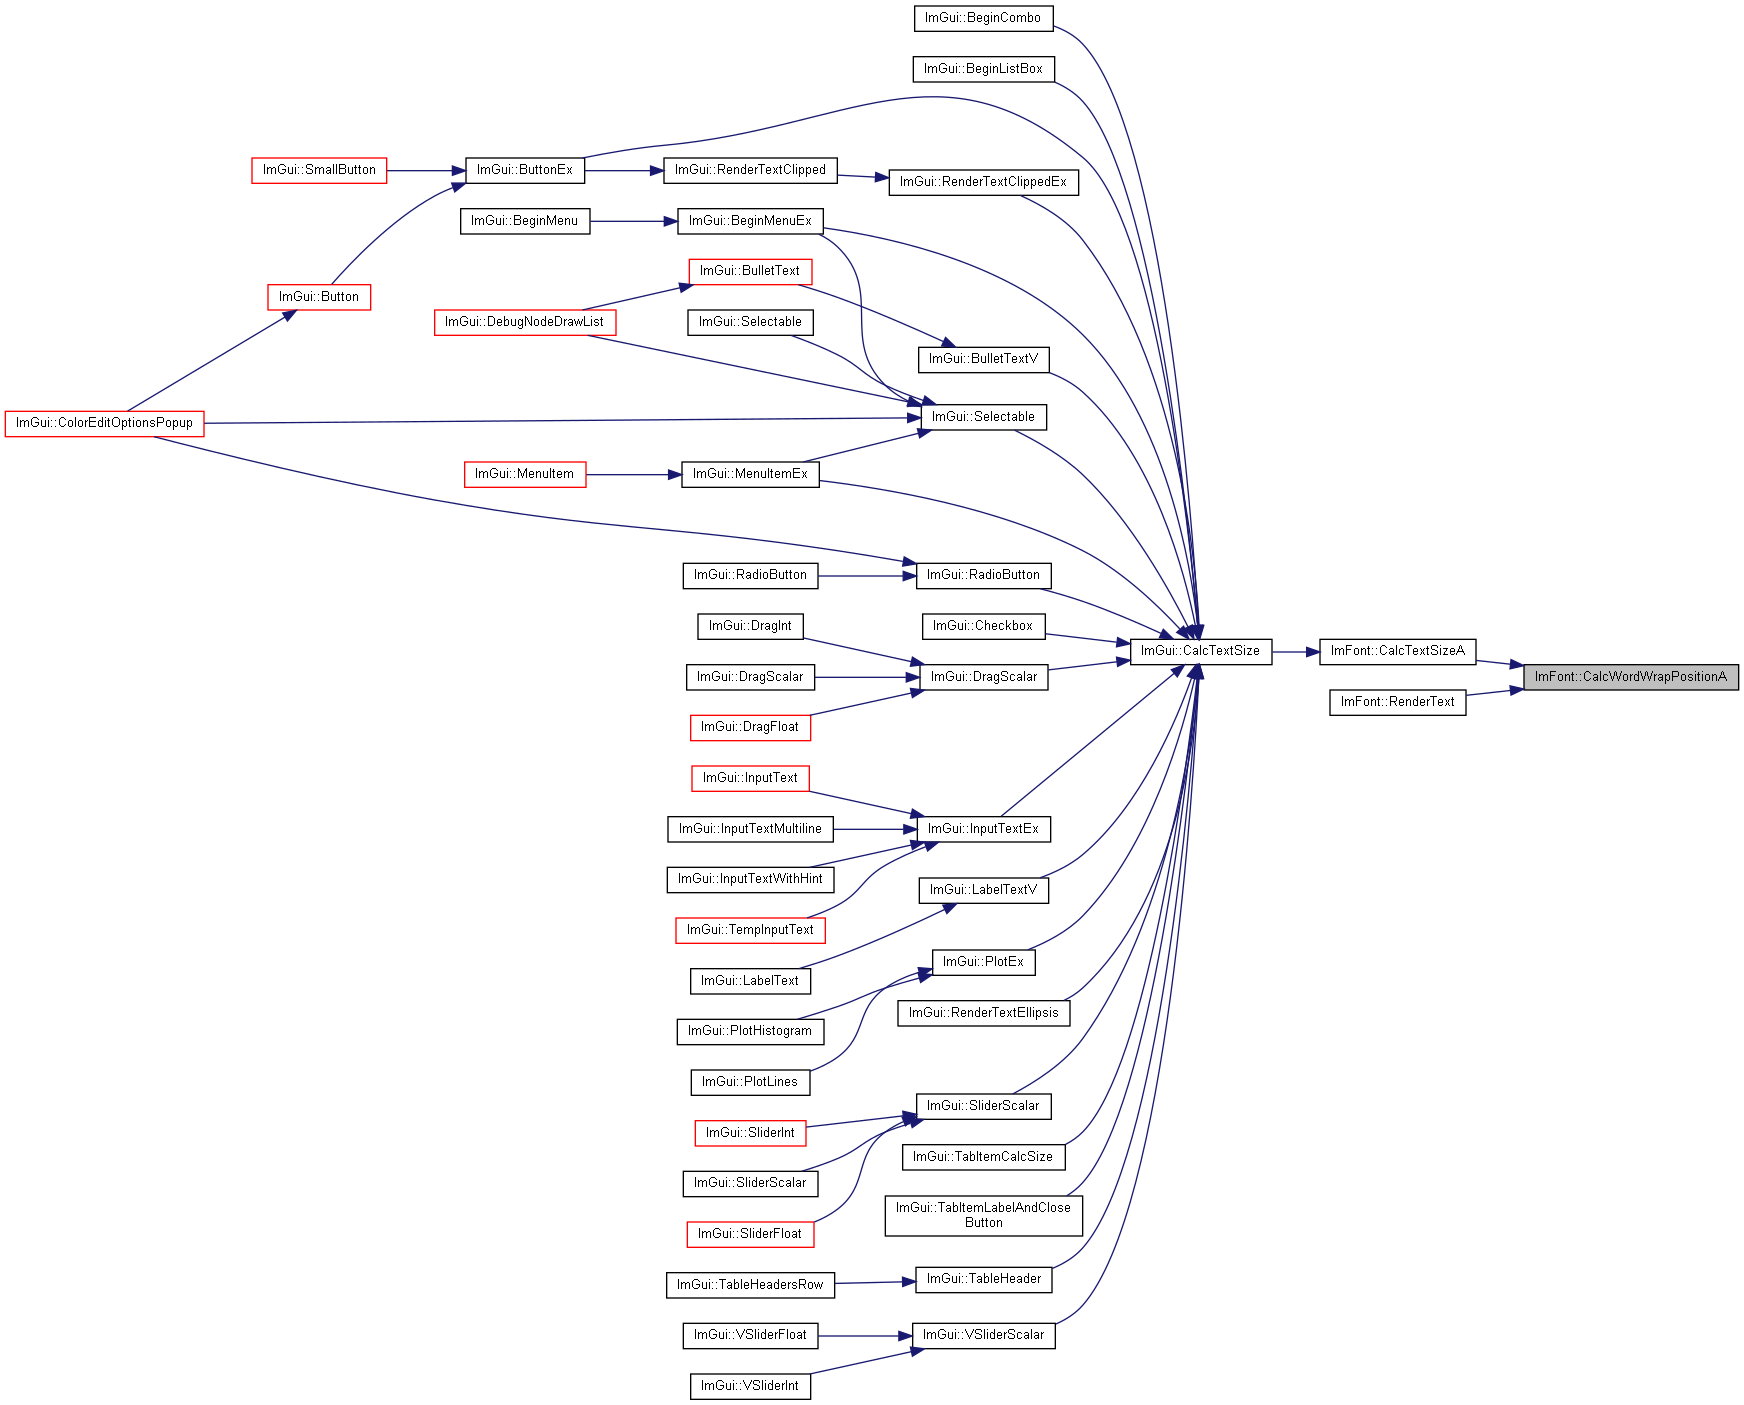 ImGui::BeginCombo
ImGui::BeginListBox
ImGui::SmallButton
ImGui::ButtonEx
ImGui::RenderTextClipped
ImGui::RenderTextClippedEx
ImGui::BeginMenu
ImGui::BeginMenuEx
ImGui::BulletText
ImGui::Button
ImGui::DebugNodeDrawList
ImGui::Selectable
ImGui::BulletTextV
ImGui::ColorEditOptionsPopup
ImGui::Selectable
ImGui::MenuItem
ImGui::MenuItemEx
ImGui::RadioButton
ImGui::RadioButton
ImGui::DragInt
ImGui::Checkbox
ImGui::CalcTextSize
ImFont::CalcTextSizeA
ImGui::DragScalar
ImGui::DragScalar
ImFont::CalcWordWrapPositionA
ImFont::RenderText
ImGui::DragFloat
ImGui::InputText
ImGui::InputTextMultiline
ImGui::InputTextEx
ImGui::InputTextWithHint
ImGui::LabelTextV
ImGui::TempInputText
ImGui::PlotEx
ImGui::LabelText
ImGui::RenderTextEllipsis
ImGui::PlotHistogram
ImGui::PlotLines
ImGui::SliderScalar
ImGui::SliderInt
ImGui::TabItemCalcSize
ImGui::SliderScalar
ImGui::TabItemLabelAndClose
Button
ImGui::SliderFloat
ImGui::TableHeader
ImGui::TableHeadersRow
ImGui::VSliderFloat
ImGui::VSliderScalar
ImGui::VSliderInt